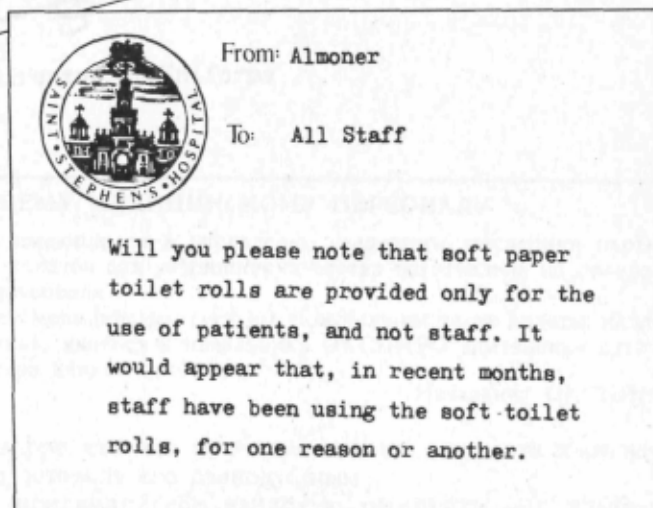 From: Almoner
SAINT • STEPHEN'S • HOSPITAL
To: All Staff
Will you please note that soft paper
toilet rolls are provided only for the
use of patients, and not staff. It
would appear that, in recent months,
staff have been using the soft toilet
rolls, for one reason or another.